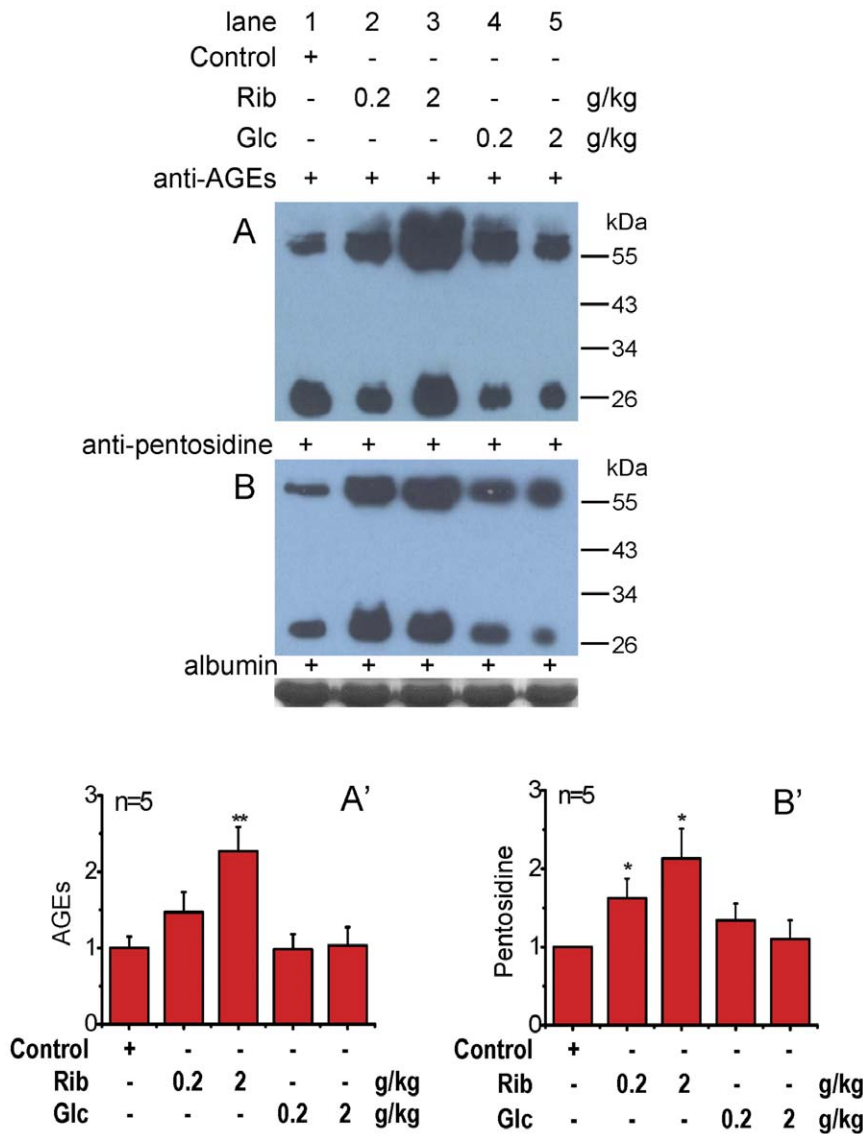 lane 1 2 3 4 5
Control + - - - -
Rib - 0.2 2 - - g/kg
Glc - - - 0.2 2 g/kg
anti-AGEs + + + + +
A kDa
55
43
34
26
anti-pentosidine + + + + +
B kDa
55
43
34
26
albumin + + + + +
A'
n=5
AGEs
3
2
1
0
**
Control + - - - -
Rib - 0.2 2 - - g/kg
Glc - - - 0.2 2 g/kg
B'
n=5
Pentosidine
3
2
1
0
* *
Control + - - - -
Rib - 0.2 2 - - g/kg
Glc - - - 0.2 2 g/kg